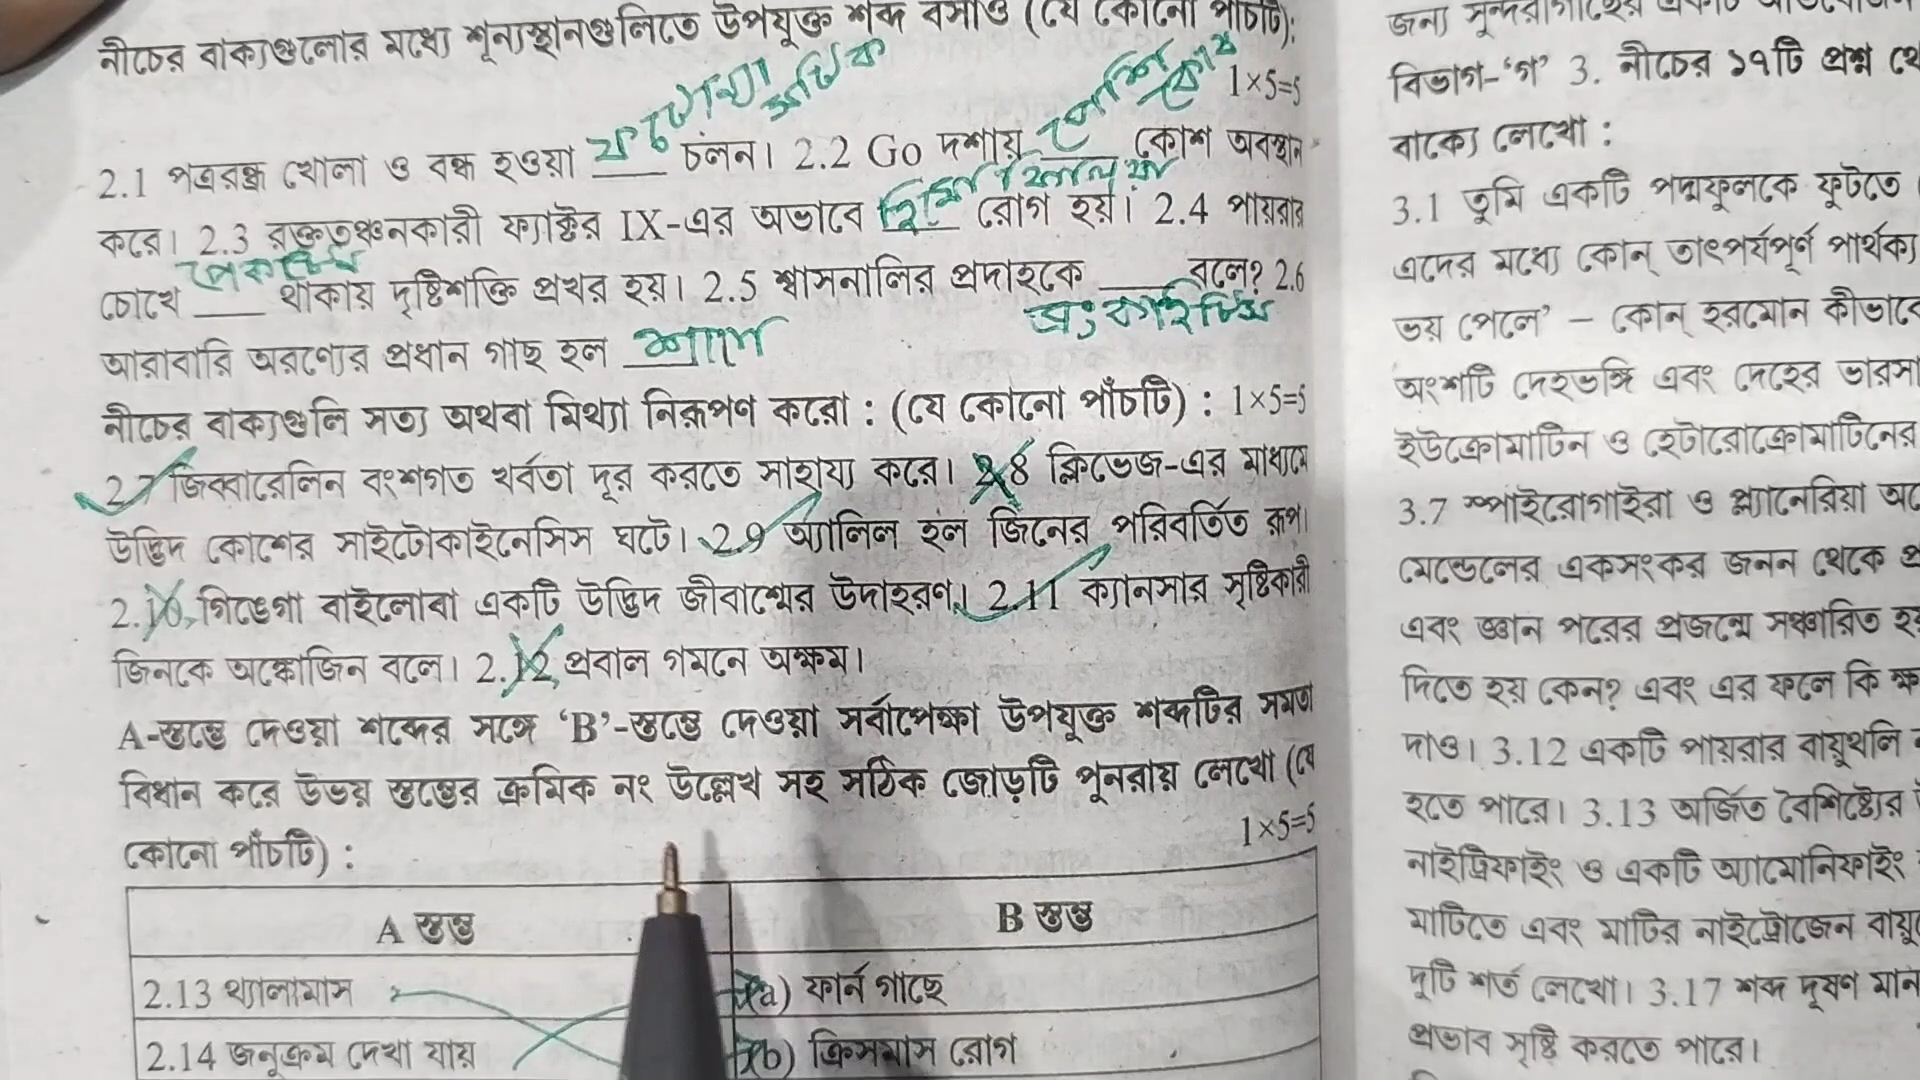 নীচের বাক্যগুলোর মধ্যে শূন্যস্থানগুলিতে উপযুক্ত শব্দ বসাও (যে কোনো পাঁচটি):
1×5=5
2.1 পত্ররন্ধ্র খোলা ও বন্ধ হওয়া ____ চলন। 2.2 Go দশায় ____ কোশ অবস্থান
করে। 2.3 রক্ততঞ্চনকারী ফ্যাক্টর IX-এর অভাবে হিমোফিলিয়া রোগ হয়। 2.4 পায়রার
পেকটিন
চোখে ____ থাকায় দৃষ্টিশক্তি প্রখর হয়। 2.5 শ্বাসনালির প্রদাহকে ____ বলে? 2.6
ব্রংকাইটিস
আরাবারি অরণ্যের প্রধান গাছ হল শাল
নীচের বাক্যগুলি সত্য অথবা মিথ্যা নিরূপণ করো : (যে কোনো পাঁচটি) : 1×5=5
2.7 জিব্বারেলিন বংশগত খর্বতা দূর করতে সাহায্য করে। 2.8 ক্লিভেজ-এর মাধ্যমে
উদ্ভিদ কোশের সাইটোকাইনেসিস ঘটে। 2.9 অ্যালিল হল জিনের পরিবর্তিত রূপ।
2.10 গিঙেগা বাইলোবা একটি উদ্ভিদ জীবাশ্মের উদাহরণ। 2.11 ক্যানসার সৃষ্টিকারী
জিনকে অঙ্কোজিন বলে। 2.12 প্রবাল গমনে অক্ষম।
A-স্তম্ভে দেওয়া শব্দের সঙ্গে ‘B’-স্তম্ভে দেওয়া সর্বাপেক্ষা উপযুক্ত শব্দটির সমতা
বিধান করে উভয় স্তম্ভের ক্রমিক নং উল্লেখ সহ সঠিক জোড়টি পুনরায় লেখো (যে
কোনো পাঁচটি) :
1×5=5
A স্তম্ভ
B স্তম্ভ
2.13 থ্যালামাস
(a) ফার্ন গাছে
2.14 জনুক্রম দেখা যায়
(b) ক্রিসমাস রোগ
বিভাগ-‘গ’ 3. নীচের ১৭টি প্রশ্ন
বাক্যে লেখো :
3.1 তুমি একটি পদ্মফুলকে ফুটতে
এদের মধ্যে কোন্ তাৎপর্যপূর্ণ পার্থক্য
ভয় পেলে’ – কোন্ হরমোন কীভাবে
অংশটি দেহভঙ্গি এবং দেহের
ইউক্রোমাটিন ও হেটারোক্রোমাটিনের
3.7 স্পাইরোগাইরা ও প্ল্যানেরিয়া
মেন্ডেলের একসংকর জনন থেকে
এবং জ্ঞান পরের প্রজন্মে সঞ্চারিত
দিতে হয় কেন? এবং এর ফলে কি
দাও। 3.12 একটি পায়রার বায়ুথলি
হতে পারে। 3.13 অর্জিত বৈশিষ্ট্যের
নাইট্রিফাইং ও একটি অ্যামোনিফাইং
মাটিতে এবং মাটির নাইট্রোজেন
দুটি শর্ত লেখো। 3.17 শব্দ দূষণ
প্রভাব সৃষ্টি করতে পারে।